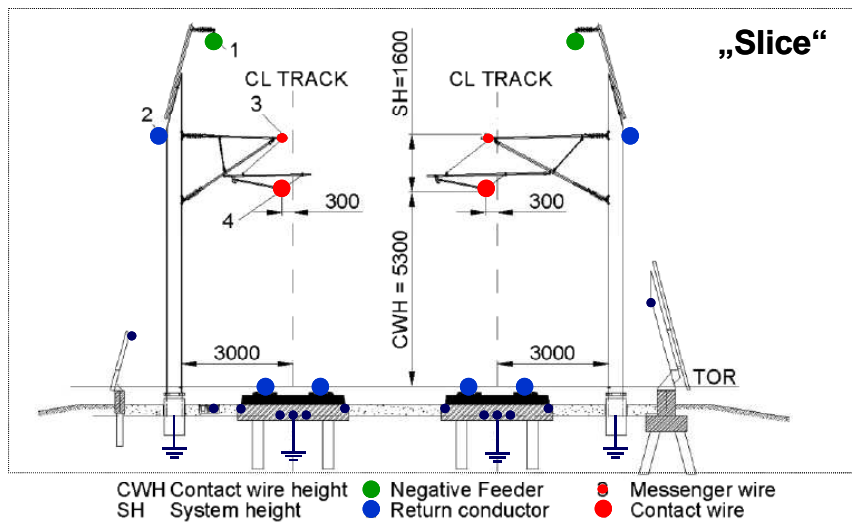 „Slice“
1
CL TRACK
CL TRACK
SH=1600
2
3
4
300
300
CWH = 5300
3000
3000
TOR
CWH Contact wire height
Negative Feeder
Messenger wire
SH System height
Return conductor
Contact wire